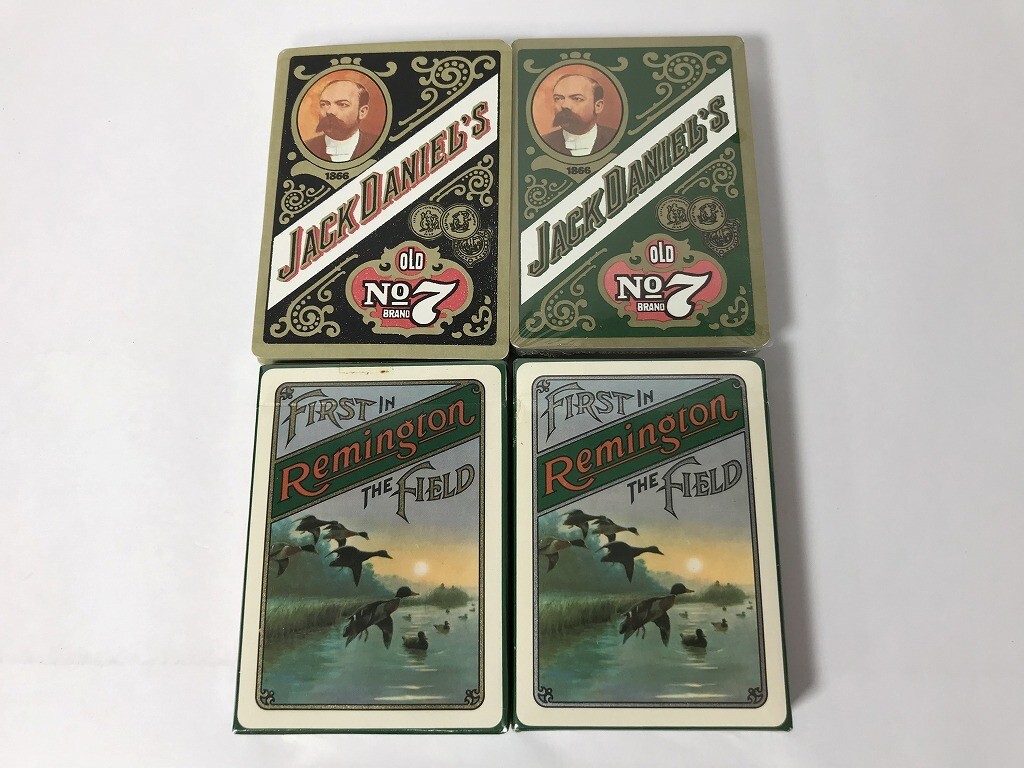 1866
JACK DANIEL'S
OLD
No 7
BRAND
1866
JACK DANIEL'S
OLD
No 7
BRAND
FIRST IN
Remington
THE FIELD
FIRST IN
Remington
THE FIELD